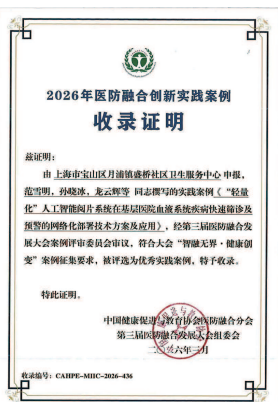 2026年医防融合创新实践案例
收录证明
兹证明：
由 上海市宝山区月浦镇盛桥社区卫生服务中心 申报，
范雪明，孙晓冰，龙云辉等 同志撰写的实践案例《“轻量
化”人工智能阅片系统在基层医院血液系统疾病快速筛诊及
预警的网络化部署技术方案及应用》，经第三届医防融合发
展大会案例评审委员会审议，符合大会“智融无界·健康创
变”案例征集要求，被评选为优秀实践案例，特予收录。
特此证明。
中国健康促进与教育协会医防融合分会
第三届医防融合发展大会组委会
二〇二六年三月
收录编号：CAHPE-MIIC-2026-436